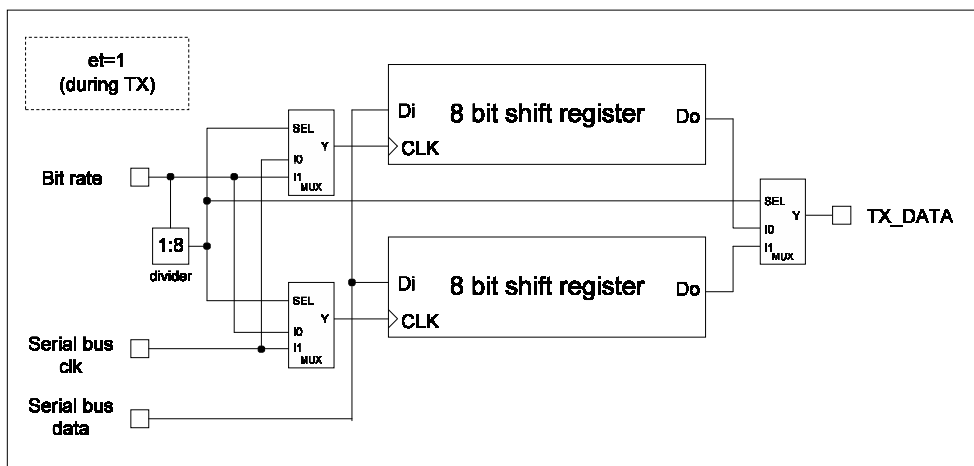 et=1
(during TX)
SEL
I0
I1
Y
MUX
Di
8 bit shift register
Do
CLK
Bit rate
1:8
divider
SEL
I0
I1
Y
MUX
TX_DATA
SEL
I0
I1
Y
MUX
Di
8 bit shift register
Do
CLK
Serial bus
clk
Serial bus
data